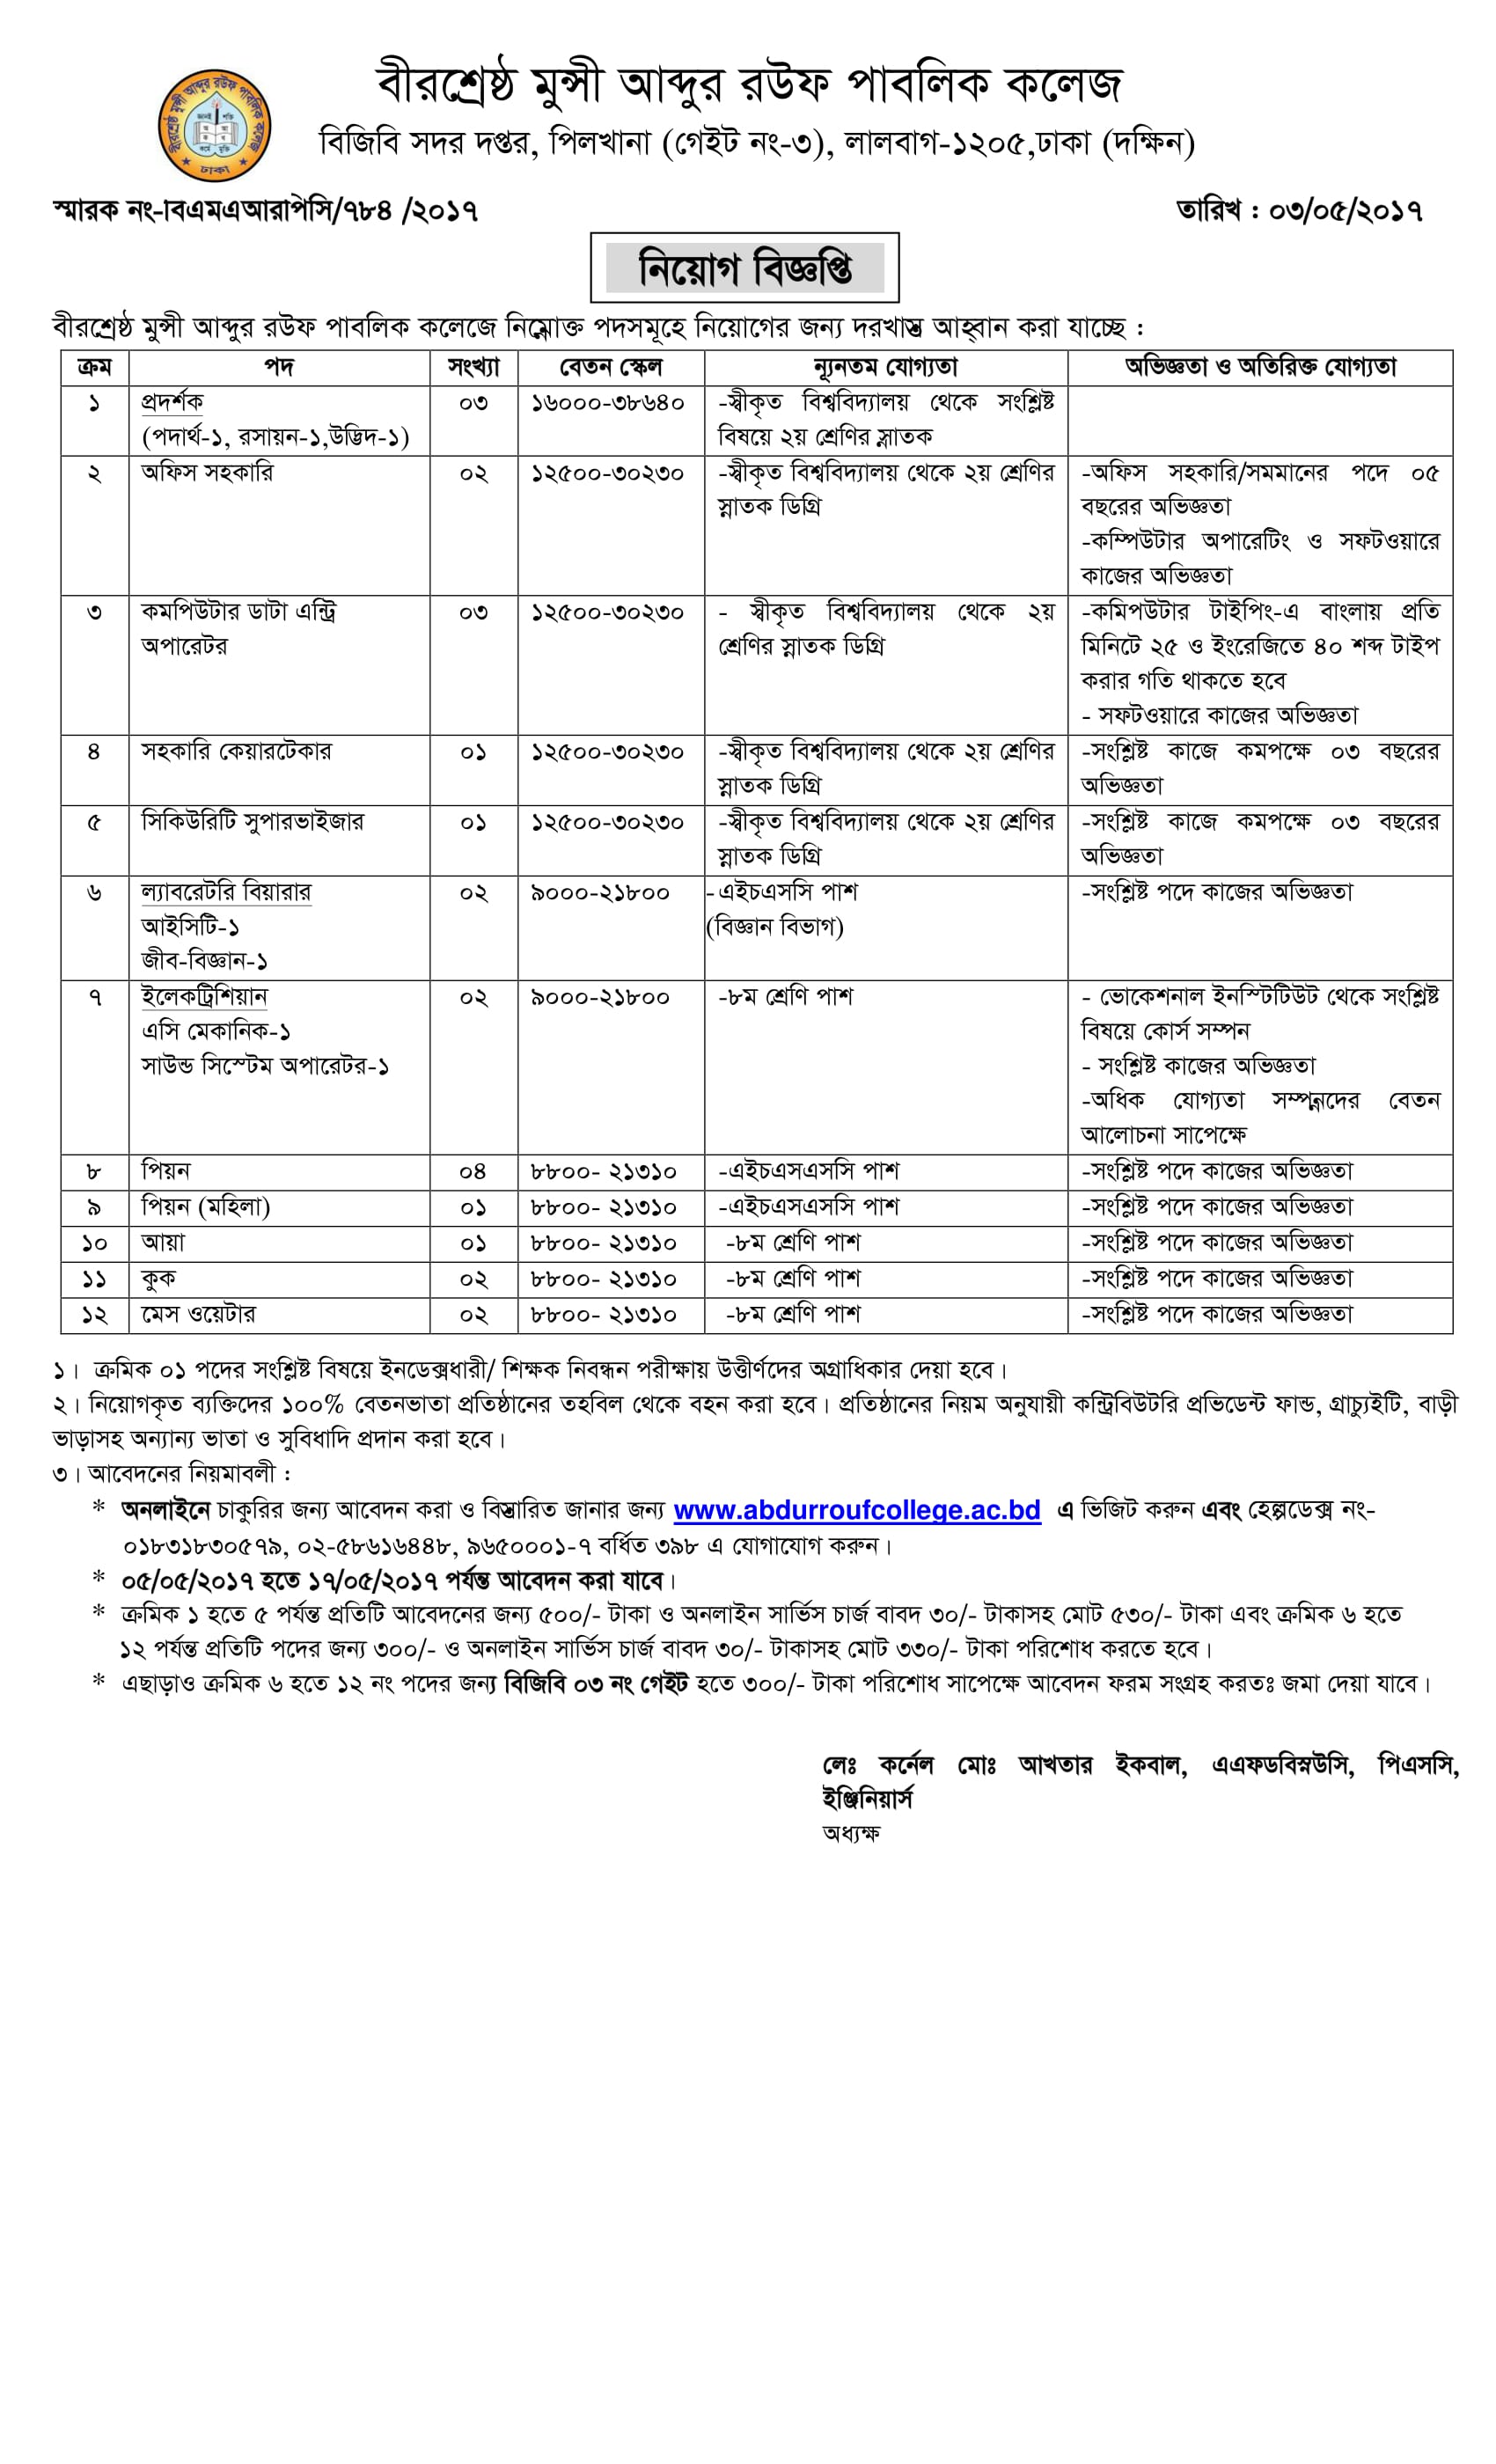 বীরশ্রেষ্ঠ মুন্সী আব্দুর রউফ পাবলিক কলেজ
বিজিবি সদর দপ্তর, পিলখানা (গেইট নং-৩), লালবাগ-১২০৫,ঢাকা (দক্ষিন)
বীরশ্রেষ্ঠ মুন্সী আব্দুর রউফ পাবলিক কলেজ
ঢাকা
স্মারক নং-বিএমএআরপিসি/৭৮৪ /২০১৭ তারিখ : ০৩/০৫/২০১৭
নিয়োগ বিজ্ঞপ্তি
বীরশ্রেষ্ঠ মুন্সী আব্দুর রউফ পাবলিক কলেজে নিম্নোক্ত পদসমূহে নিয়োগের জন্য দরখাস্ত আহ্বান করা যাচ্ছে :
ক্রম পদ সংখ্যা বেতন স্কেল ন্যূনতম যোগ্যতা অভিজ্ঞতা ও অতিরিক্ত যোগ্যতা
১ প্রদর্শক ০৩ ১৬০০০-৩৮৬৪০ -স্বীকৃত বিশ্ববিদ্যালয় থেকে সংশ্লিষ্ট
(পদার্থ-১, রসায়ন-১,উদ্ভিদ-১) বিষয়ে ২য় শ্রেণির স্নাতক
২ অফিস সহকারি ০২ ১২৫০০-৩০২৩০ -স্বীকৃত বিশ্ববিদ্যালয় থেকে ২য় শ্রেণির -অফিস সহকারি/সমমানের পদে ০৫
স্নাতক ডিগ্রি বছরের অভিজ্ঞতা
-কম্পিউটার অপারেটিং ও সফটওয়ারে
কাজের অভিজ্ঞতা
৩ কমপিউটার ডাটা এন্ট্রি ০৩ ১২৫০০-৩০২৩০ - স্বীকৃত বিশ্ববিদ্যালয় থেকে ২য় -কমিপউটার টাইপিং-এ বাংলায় প্রতি
অপারেটর শ্রেণির স্নাতক ডিগ্রি মিনিটে ২৫ ও ইংরেজিতে ৪০ শব্দ টাইপ
করার গতি থাকতে হবে
- সফটওয়ারে কাজের অভিজ্ঞতা
৪ সহকারি কেয়ারটেকার ০১ ১২৫০০-৩০২৩০ -স্বীকৃত বিশ্ববিদ্যালয় থেকে ২য় শ্রেণির -সংশ্লিষ্ট কাজে কমপক্ষে ০৩ বছরের
স্নাতক ডিগ্রি অভিজ্ঞতা
৫ সিকিউরিটি সুপারভাইজার ০১ ১২৫০০-৩০২৩০ -স্বীকৃত বিশ্ববিদ্যালয় থেকে ২য় শ্রেণির -সংশ্লিষ্ট কাজে কমপক্ষে ০৩ বছরের
স্নাতক ডিগ্রি অভিজ্ঞতা
৬ ল্যাবরেটরি বিয়ারার ০২ ৯০০০-২১৮০০ -এইচএসসি পাশ -সংশ্লিষ্ট পদে কাজের অভিজ্ঞতা
আইসিটি-১ (বিজ্ঞান বিভাগ)
জীব-বিজ্ঞান-১
৭ ইলেকট্রিশিয়ান ০২ ৯০০০-২১৮০০ -৮ম শ্রেণি পাশ - ভোকেশনাল ইনস্টিটিউট থেকে সংশ্লিষ্ট
এসি মেকানিক-১ বিষয়ে কোর্স সম্পন
সাউন্ড সিস্টেম অপারেটর-১ - সংশ্লিষ্ট কাজের অভিজ্ঞতা
-অধিক যোগ্যতা সম্পন্নদের বেতন
আলোচনা সাপেক্ষে
৮ পিয়ন ০৪ ৮৮০০- ২১৩১০ -এইচএসএসসি পাশ -সংশ্লিষ্ট পদে কাজের অভিজ্ঞতা
৯ পিয়ন (মহিলা) ০১ ৮৮০০- ২১৩১০ -এইচএসএসসি পাশ -সংশ্লিষ্ট পদে কাজের অভিজ্ঞতা
১০ আয়া ০১ ৮৮০০- ২১৩১০ -৮ম শ্রেণি পাশ -সংশ্লিষ্ট পদে কাজের অভিজ্ঞতা
১১ কুক ০২ ৮৮০০- ২১৩১০ -৮ম শ্রেণি পাশ -সংশ্লিষ্ট পদে কাজের অভিজ্ঞতা
১২ মেস ওয়েটার ০২ ৮৮০০- ২১৩১০ -৮ম শ্রেণি পাশ -সংশ্লিষ্ট পদে কাজের অভিজ্ঞতা
১। ক্রমিক ০১ পদের সংশ্লিষ্ট বিষয়ে ইনডেক্সধারী/ শিক্ষক নিবন্ধন পরীক্ষায় উত্তীর্ণদের অগ্রাধিকার দেয়া হবে।
২। নিয়োগকৃত ব্যক্তিদের ১০০% বেতনভাতা প্রতিষ্ঠানের তহবিল থেকে বহন করা হবে। প্রতিষ্ঠানের নিয়ম অনুযায়ী কন্ট্রিবিউটরি প্রভিডেন্ট ফান্ড, গ্রাচ্যুইটি, বাড়ী
ভাড়াসহ অন্যান্য ভাতা ও সুবিধাদি প্রদান করা হবে।
৩। আবেদনের নিয়মাবলী :
* অনলাইনে চাকুরির জন্য আবেদন করা ও বিস্তারিত জানার জন্য www.abdurroufcollege.ac.bd এ ভিজিট করুন এবং হেল্পডেক্স নং-
০১৮৩১৮৩০৫৭৯, ০২-৫৮৬১৬৪৪৮, ৯৬৫০০০১-৭ বর্ধিত ৩৯৮ এ যোগাযোগ করুন।
* ০৫/০৫/২০১৭ হতে ১৭/০৫/২০১৭ পর্যন্ত আবেদন করা যাবে।
* ক্রমিক ১ হতে ৫ পর্যন্ত প্রতিটি আবেদনের জন্য ৫০০/- টাকা ও অনলাইন সার্ভিস চার্জ বাবদ ৩০/- টাকাসহ মোট ৫৩০/- টাকা এবং ক্রমিক ৬ হতে
১২ পর্যন্ত প্রতিটি পদের জন্য ৩০০/- ও অনলাইন সার্ভিস চার্জ বাবদ ৩০/- টাকাসহ মোট ৩৩০/- টাকা পরিশোধ করতে হবে।
* এছাড়াও ক্রমিক ৬ হতে ১২ নং পদের জন্য বিজিবি ০৩ নং গেইট হতে ৩০০/- টাকা পরিশোধ সাপেক্ষে আবেদন ফরম সংগ্রহ করতঃ জমা দেয়া যাবে।
লেঃ কর্নেল মোঃ আখতার ইকবাল, এএফডবিস্নউসি, পিএসসি,
ইঞ্জিনিয়ার্স
অধ্যক্ষ